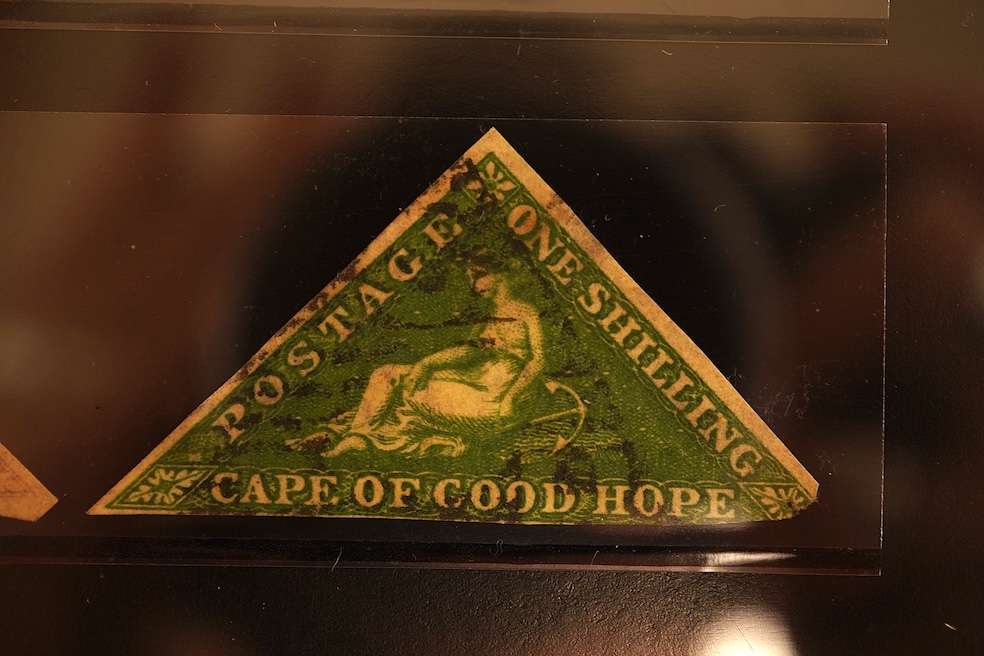 POSTAGE
ONE SHILLING
CAPE OF GOOD HOPE